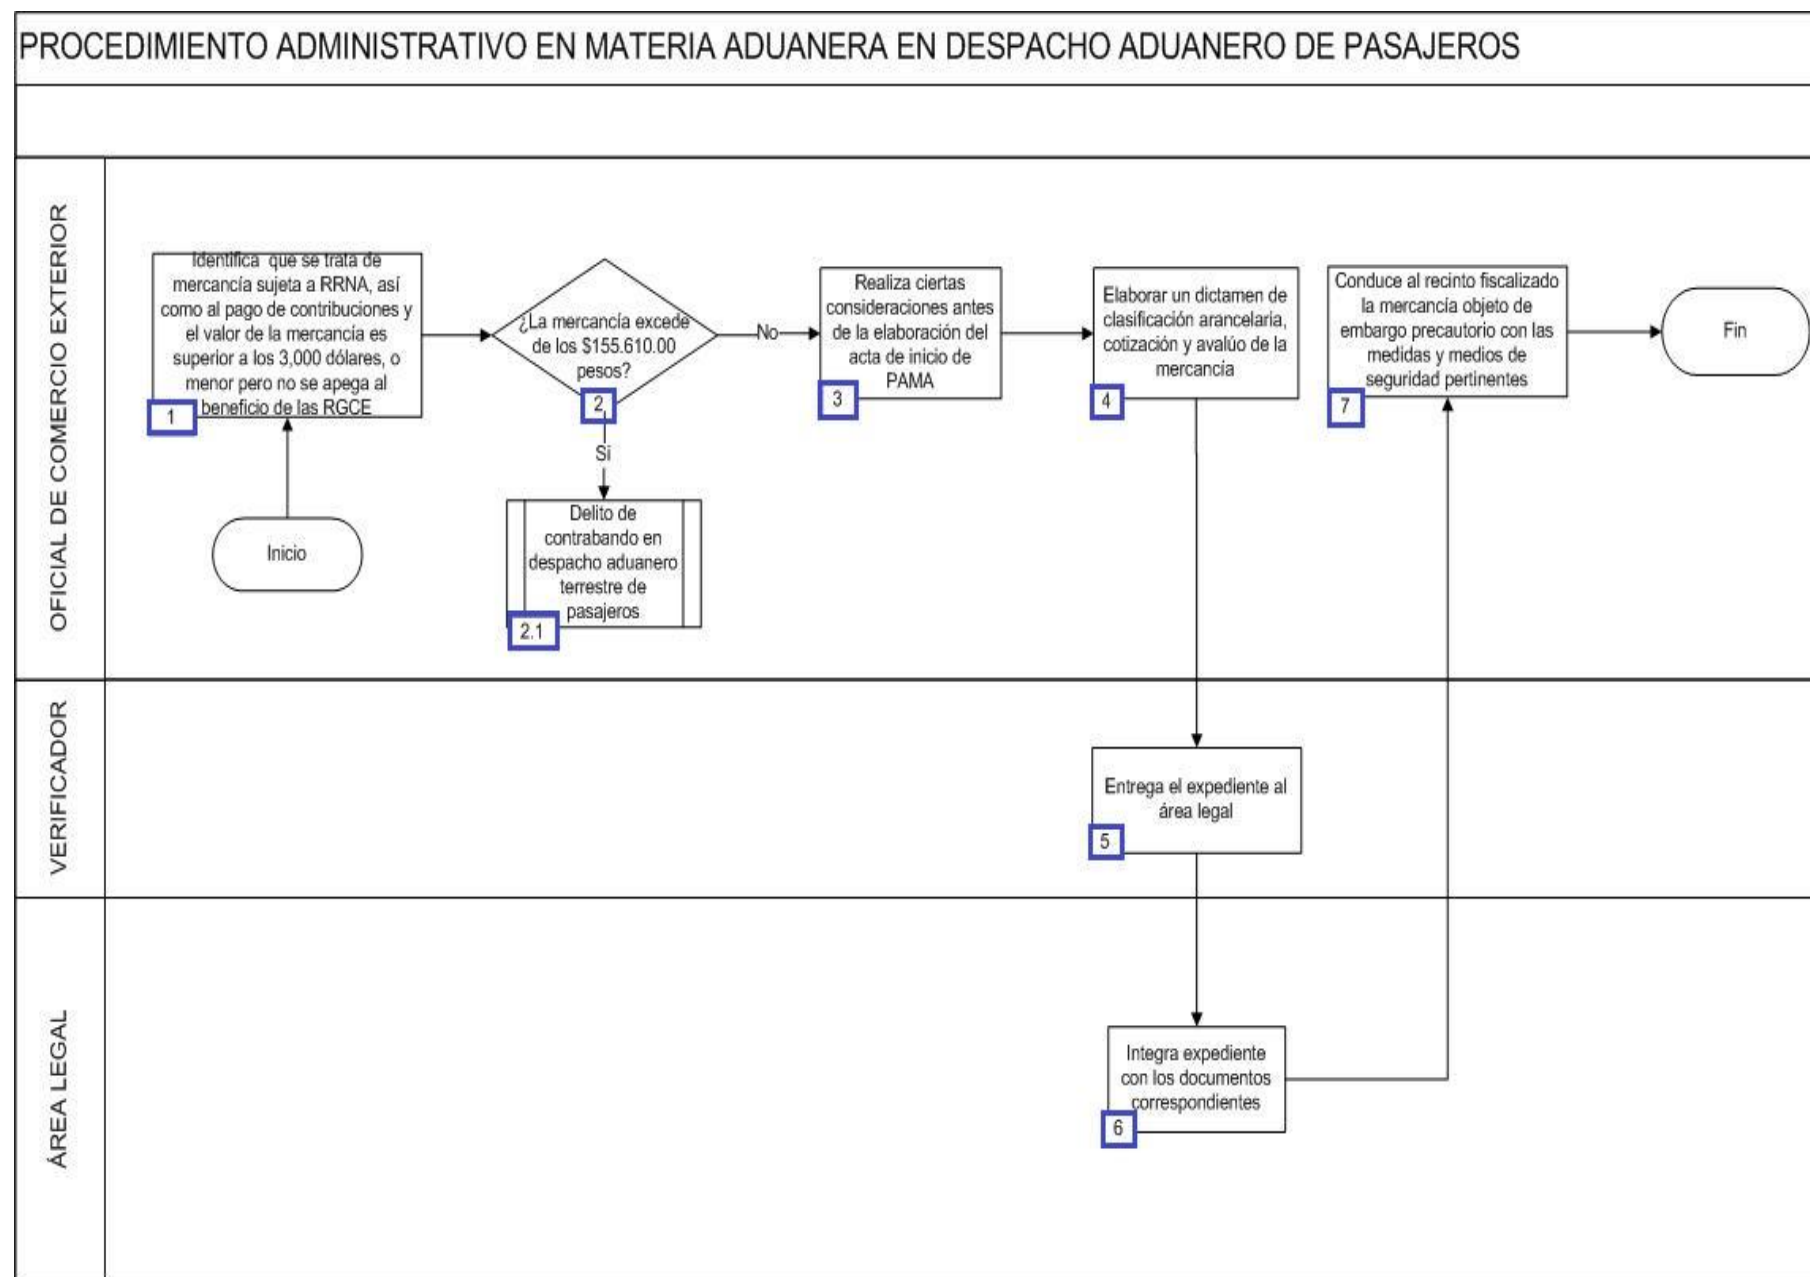 PROCEDIMIENTO ADMINISTRATIVO EN MATERIA ADUANERA EN DESPACHO ADUANERO DE PASAJEROS
OFICIAL DE COMERCIO EXTERIOR
Identifica que se trata de
mercancía sujeta a RRNA, así
como al pago de contribuciones y
el valor de la mercancía es
superior a los 3,000 dólares, o
menor pero no se apega al
beneficio de las RGCE
1
Inicio
¿La mercancía excede
de los $155.610.00
pesos?
2
No
Si
Delito de
contrabando en
despacho aduanero
terrestre de
pasajeros
2.1
Realiza ciertas
consideraciones antes
de la elaboración del
acta de inicio de
PAMA
3
Elaborar un dictamen de
clasificación arancelaria,
cotización y avalúo de la
mercancía
4
Conduce al recinto fiscalizado
la mercancía objeto de
embargo precautorio con las
medidas y medios de
seguridad pertinentes
7
Fin
VERIFICADOR
Entrega el expediente al
área legal
5
ÁREA LEGAL
Integra expediente
con los documentos
correspondientes
6